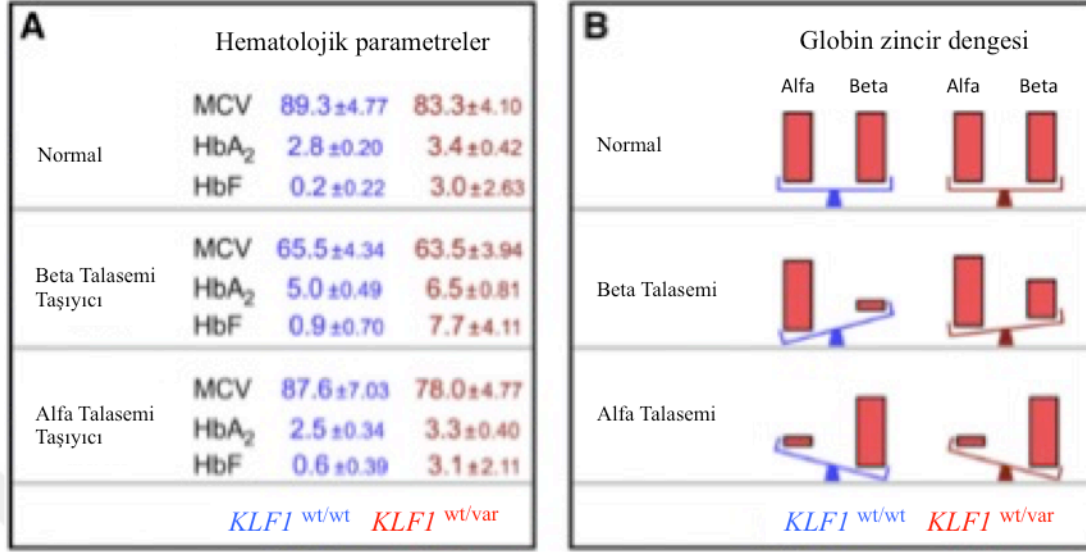 A
Hematolojik parametreler
Normal
MCV 89.3±4.77 83.3±4.10
HbA2 2.8±0.20 3.4±0.42
HbF 0.2±0.22 3.0±2.63
Beta Talasemi
Taşıyıcı
MCV 65.5±4.34 63.5±3.94
HbA2 5.0±0.49 6.5±0.81
HbF 0.9±0.70 7.7±4.11
Alfa Talasemi
Taşıyıcı
MCV 87.6±7.03 78.0±4.77
HbA2 2.5±0.34 3.3±0.40
HbF 0.6±0.39 3.1±2.11
KLF1 wt/wt KLF1 wt/var
B
Globin zincir dengesi
Alfa Beta Alfa Beta
Normal
Beta Talasemi
Alfa Talasemi
KLF1 wt/wt KLF1 wt/var